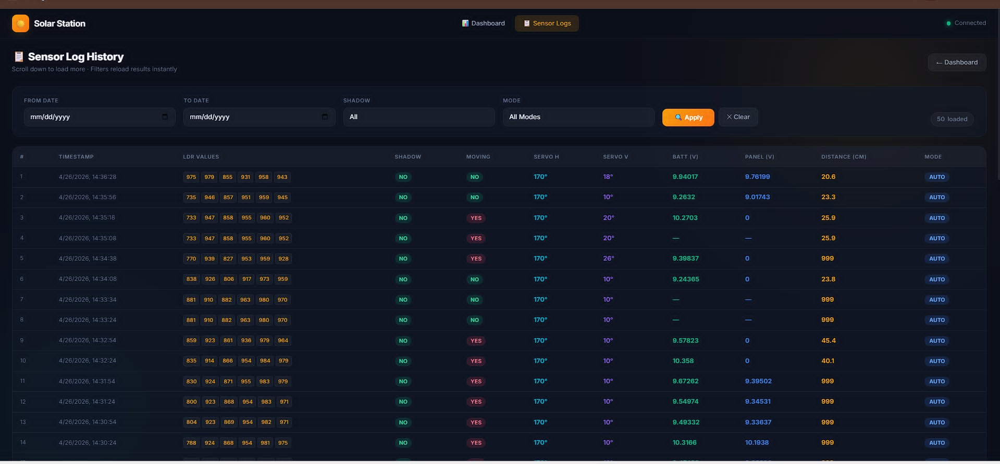 Solar Station
Dashboard
Sensor Logs
Connected
Sensor Log History
Scroll down to load more · Filters reload results instantly
← Dashboard
FROM DATE TO DATE SHADOW MODE
mm/dd/yyyy mm/dd/yyyy All All Modes Apply × Clear 50 loaded
# TIMESTAMP LDR VALUES SHADOW MOVING SERVO H SERVO V BATT (V) PANEL (V) DISTANCE (CM) MODE
1 4/26/2026, 14:36:28 975 979 855 931 958 943 NO NO 170° 18° 9.94017 9.76199 20.6 AUTO
2 4/26/2026, 14:35:56 735 946 857 951 959 945 NO NO 170° 10° 9.2632 9.01743 23.3 AUTO
3 4/26/2026, 14:35:18 733 947 858 955 960 952 NO YES 170° 20° 10.2703 0 25.9 AUTO
4 4/26/2026, 14:35:08 733 947 858 955 960 952 NO YES 170° 20° — — 25.9 AUTO
5 4/26/2026, 14:34:38 770 939 827 953 959 928 NO YES 170° 26° 9.39837 0 999 AUTO
6 4/26/2026, 14:34:08 838 926 806 917 973 959 NO NO 170° 10° 9.24365 0 23.8 AUTO
7 4/26/2026, 14:33:34 881 910 882 963 980 970 NO NO 170° 10° — — 999 AUTO
8 4/26/2026, 14:33:24 881 910 882 963 980 970 NO NO 170° 10° — — 999 AUTO
9 4/26/2026, 14:32:54 859 923 861 936 979 964 NO YES 170° 10° 9.57823 0 45.4 AUTO
10 4/26/2026, 14:32:24 835 914 866 954 984 979 NO YES 170° 10° 10.358 0 40.1 AUTO
11 4/26/2026, 14:31:54 830 924 871 955 983 979 NO YES 170° 10° 9.67262 9.39502 999 AUTO
12 4/26/2026, 14:31:24 800 923 868 954 983 971 NO YES 170° 10° 9.54974 9.34531 999 AUTO
13 4/26/2026, 14:30:54 804 923 869 954 982 971 NO YES 170° 10° 9.49332 9.33637 999 AUTO
14 4/26/2026, 14:30:24 788 924 868 954 981 975 NO YES 170° 10° 10.3166 10.1938 999 AUTO